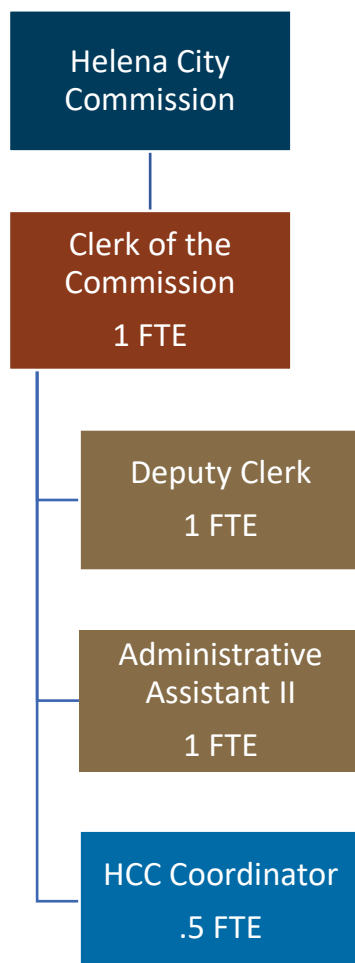 Helena City
Commission
Clerk of the
Commission
1 FTE
Deputy Clerk
1 FTE
Administrative
Assistant II
1 FTE
HCC Coordinator
.5 FTE